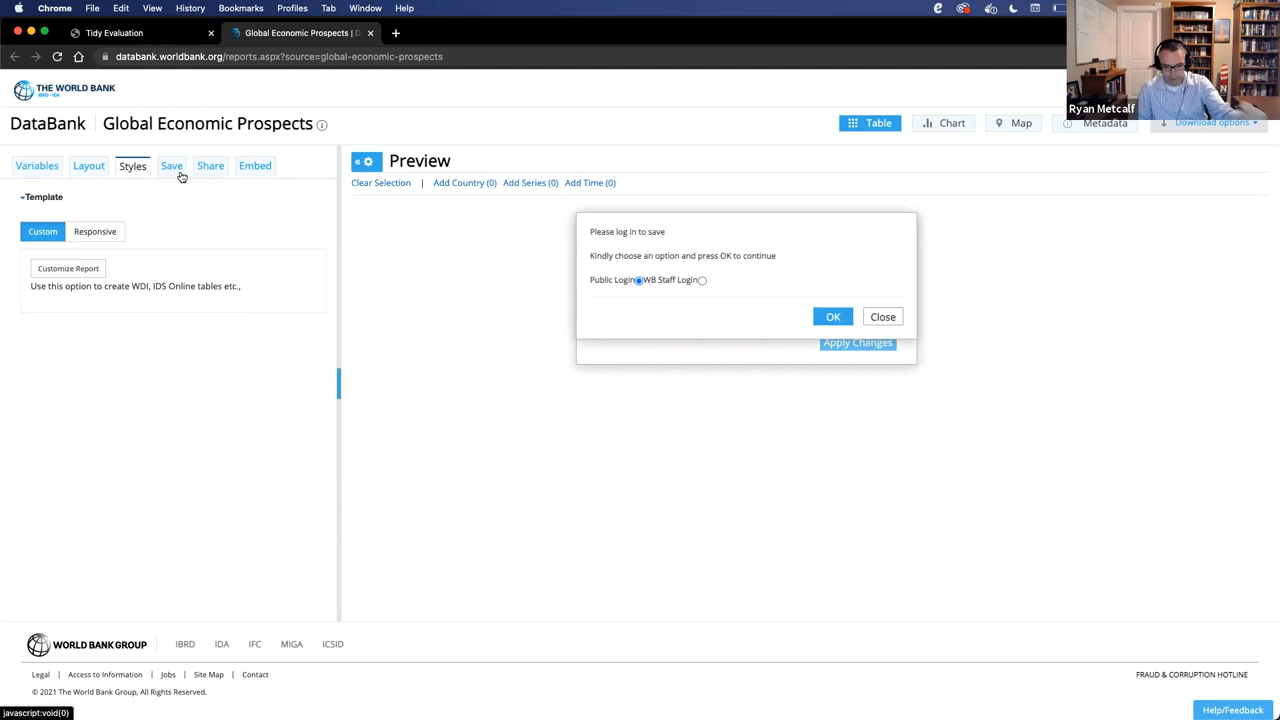 Chrome File Edit View History Bookmarks Profiles Tab Window Help
Tidy Evaluation
Global Economic Prospects | D
databank.worldbank.org/reports.aspx?source=global-economic-prospects
Ryan Metcalf
THE WORLD BANK
IBRD • IDA
DataBank Global Economic Prospects
Table Chart Map Metadata Download options
Variables Layout Styles Save Share Embed
Preview
Clear Selection | Add Country (0) Add Series (0) Add Time (0)
Template
Custom Responsive
Customize Report
Use this option to create WDI, IDS Online tables etc.,
Please log in to save
Kindly choose an option and press OK to continue
Public Login WB Staff Login
OK Close
Apply Changes
WORLD BANK GROUP IBRD IDA IFC MIGA ICSID
Legal | Access to Information | Jobs | Site Map | Contact
FRAUD & CORRUPTION HOTLINE
© 2021 The World Bank Group, All Rights Reserved.
Help/Feedback
javascript:void(0)